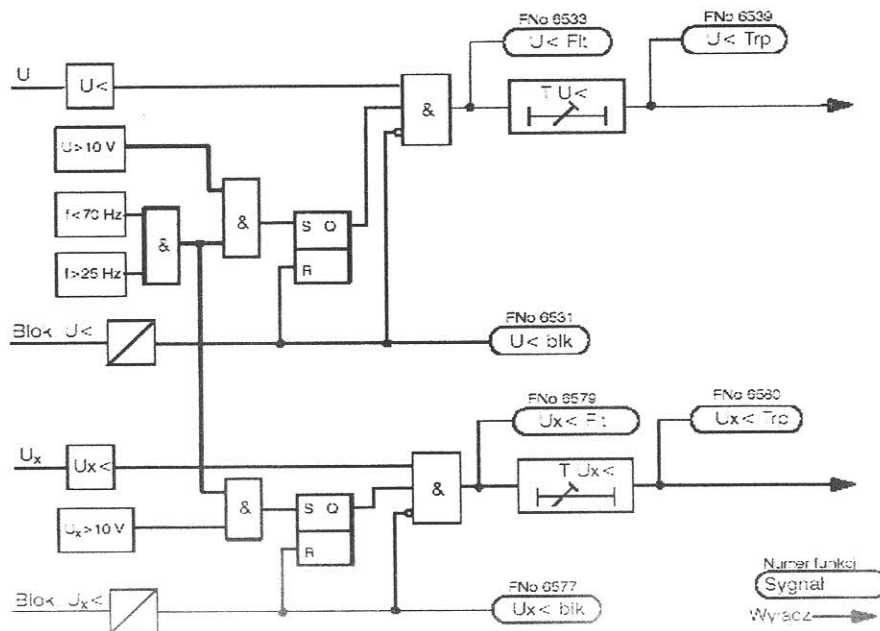 FNo 6533
U< Flt
FNo 6539
U< Trp
U
U<
&
T U<
U>10 V
f<70 Hz
&
&
S Q
R
f>25 Hz
Blok U<
FNo 6531
U< blk
FNo 6579
Ux< Flt
FNo 6580
Ux< Trp
Ux
Ux<
&
T Ux<
Ux>10 V
&
S Q
R
Blok Ux<
FNo 6577
Ux< blk
Numer funkcji
Sygnał
Wyłącz